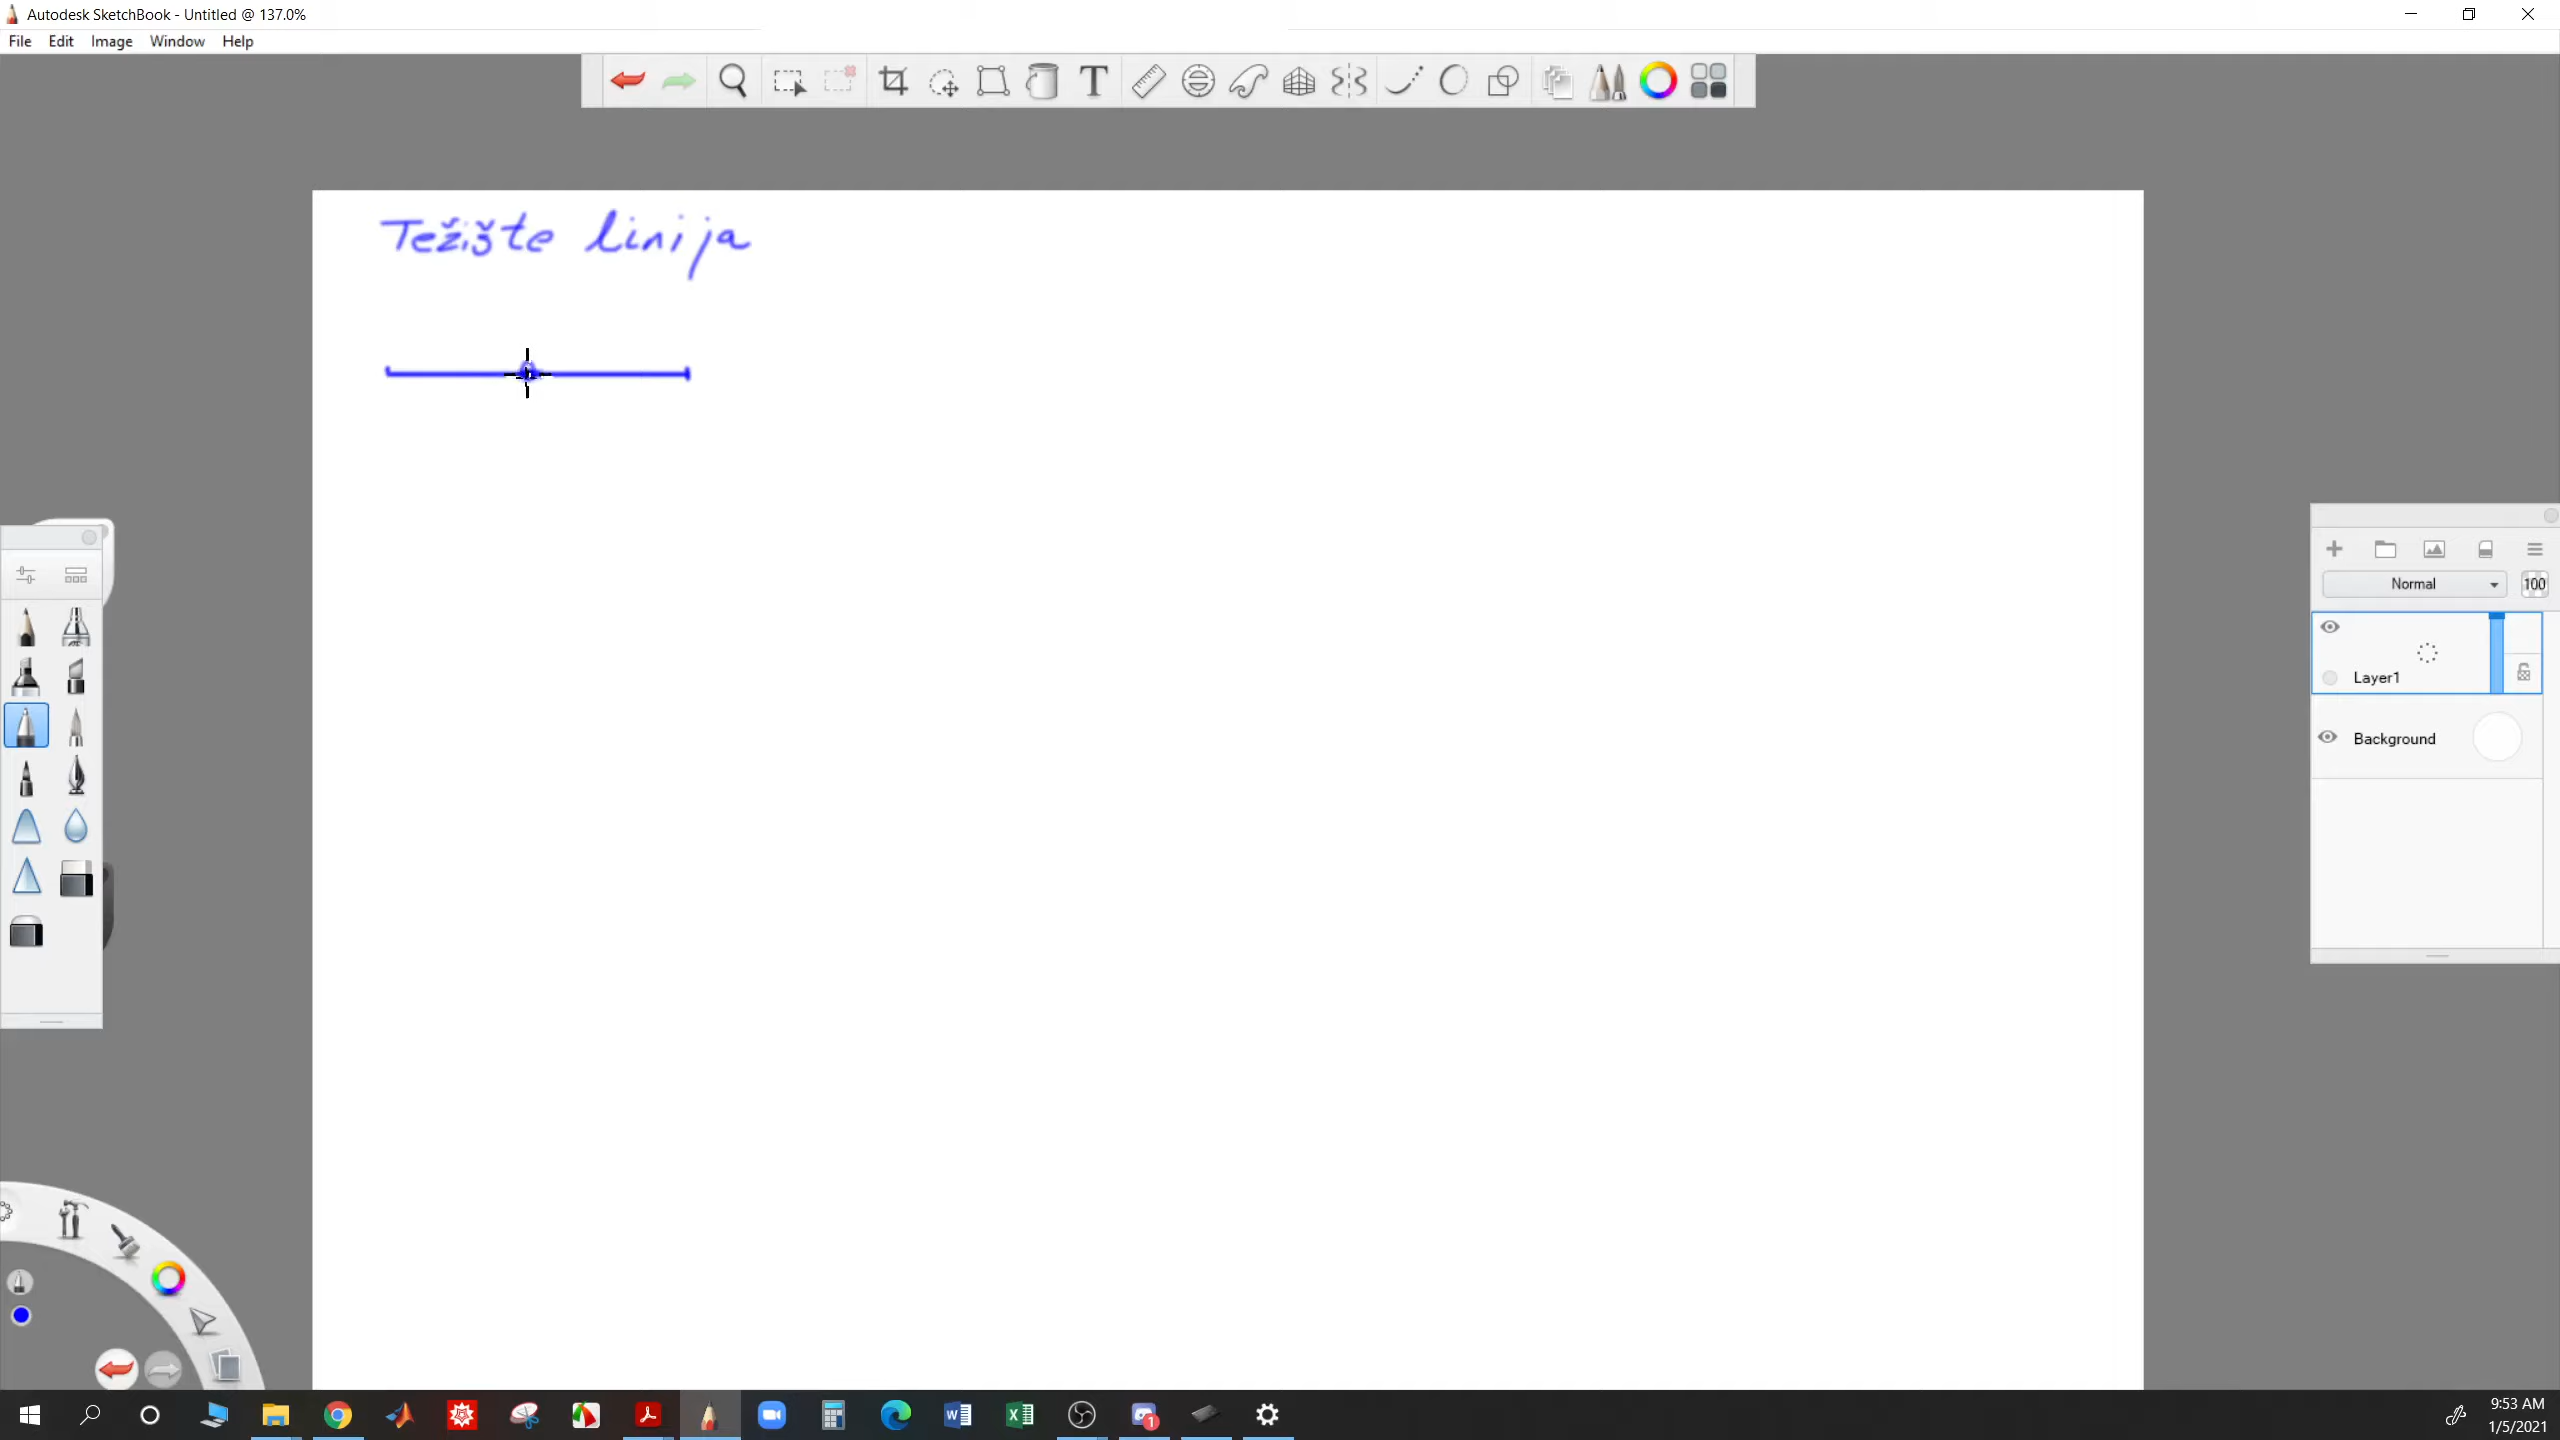 Autodesk SketchBook - Untitled @ 137.0%
File Edit Image Window Help
T
Težište linija
Normal 100
Layer1
Background
1
9:53 AM
1/5/2021